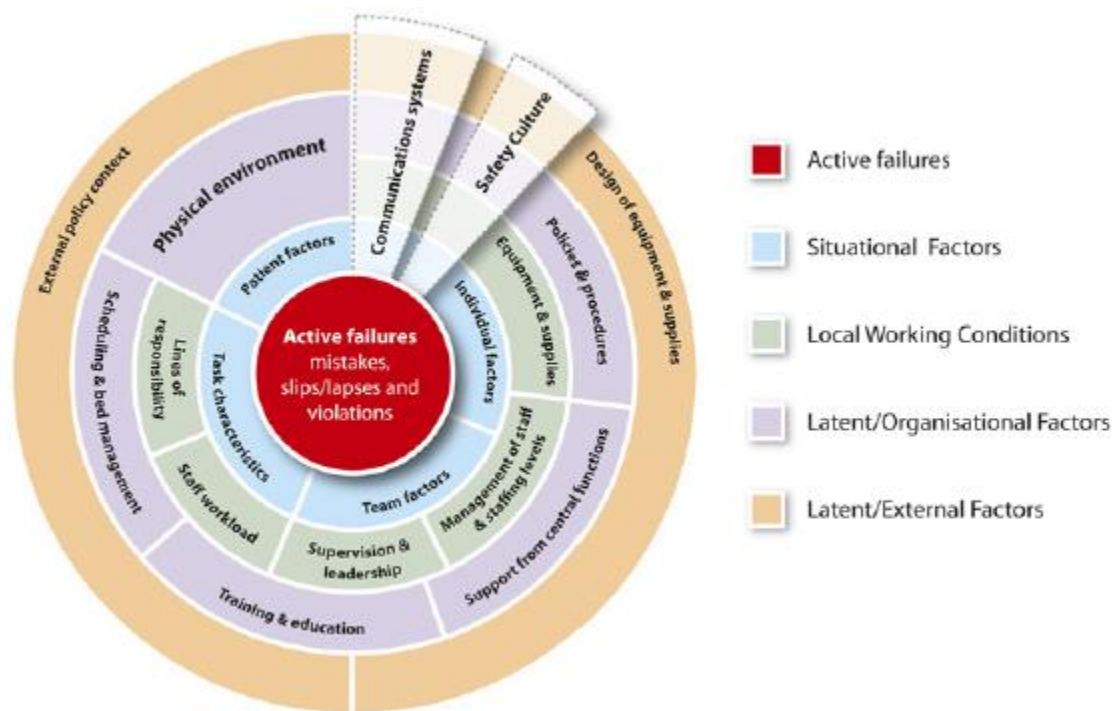 Communications systems
Safety Culture
External policy context
Design of equipment & supplies
Physical environment
Policies & procedures
Scheduling & bed management
Support from central functions
Training & education
Equipment & supplies
Lines of
responsibility
Management of staff
& staffing levels
Staff workload
Supervision &
leadership
Patient factors
Individual factors
Task characteristics
Team factors
Active failures
mistakes,
slips/lapses and
violations
Active failures
Situational Factors
Local Working Conditions
Latent/Organisational Factors
Latent/External Factors